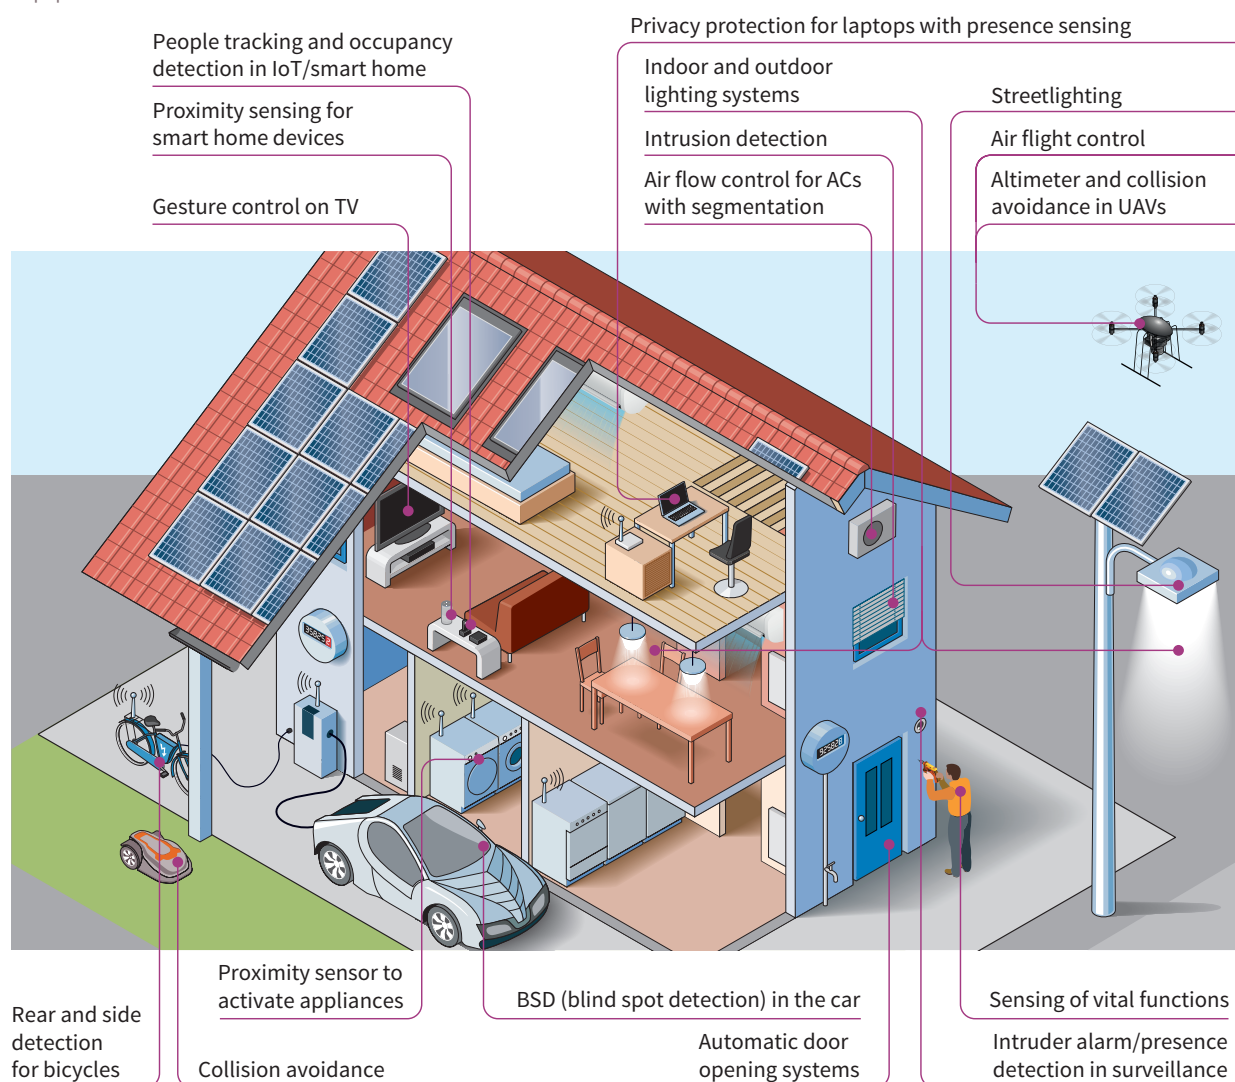 Privacy protection for laptops with presence sensing
People tracking and occupancy
detection in IoT/smart home
Indoor and outdoor
lighting systems
Streetlighting
Proximity sensing for
smart home devices
Intrusion detection
Air flight control
Gesture control on TV
Air flow control for ACs
with segmentation
Altimeter and collision
avoidance in UAVs
Proximity sensor to
activate appliances
BSD (blind spot detection) in the car
Sensing of vital functions
Rear and side
detection
for bicycles
Collision avoidance
Automatic door
opening systems
Intruder alarm/presence
detection in surveillance